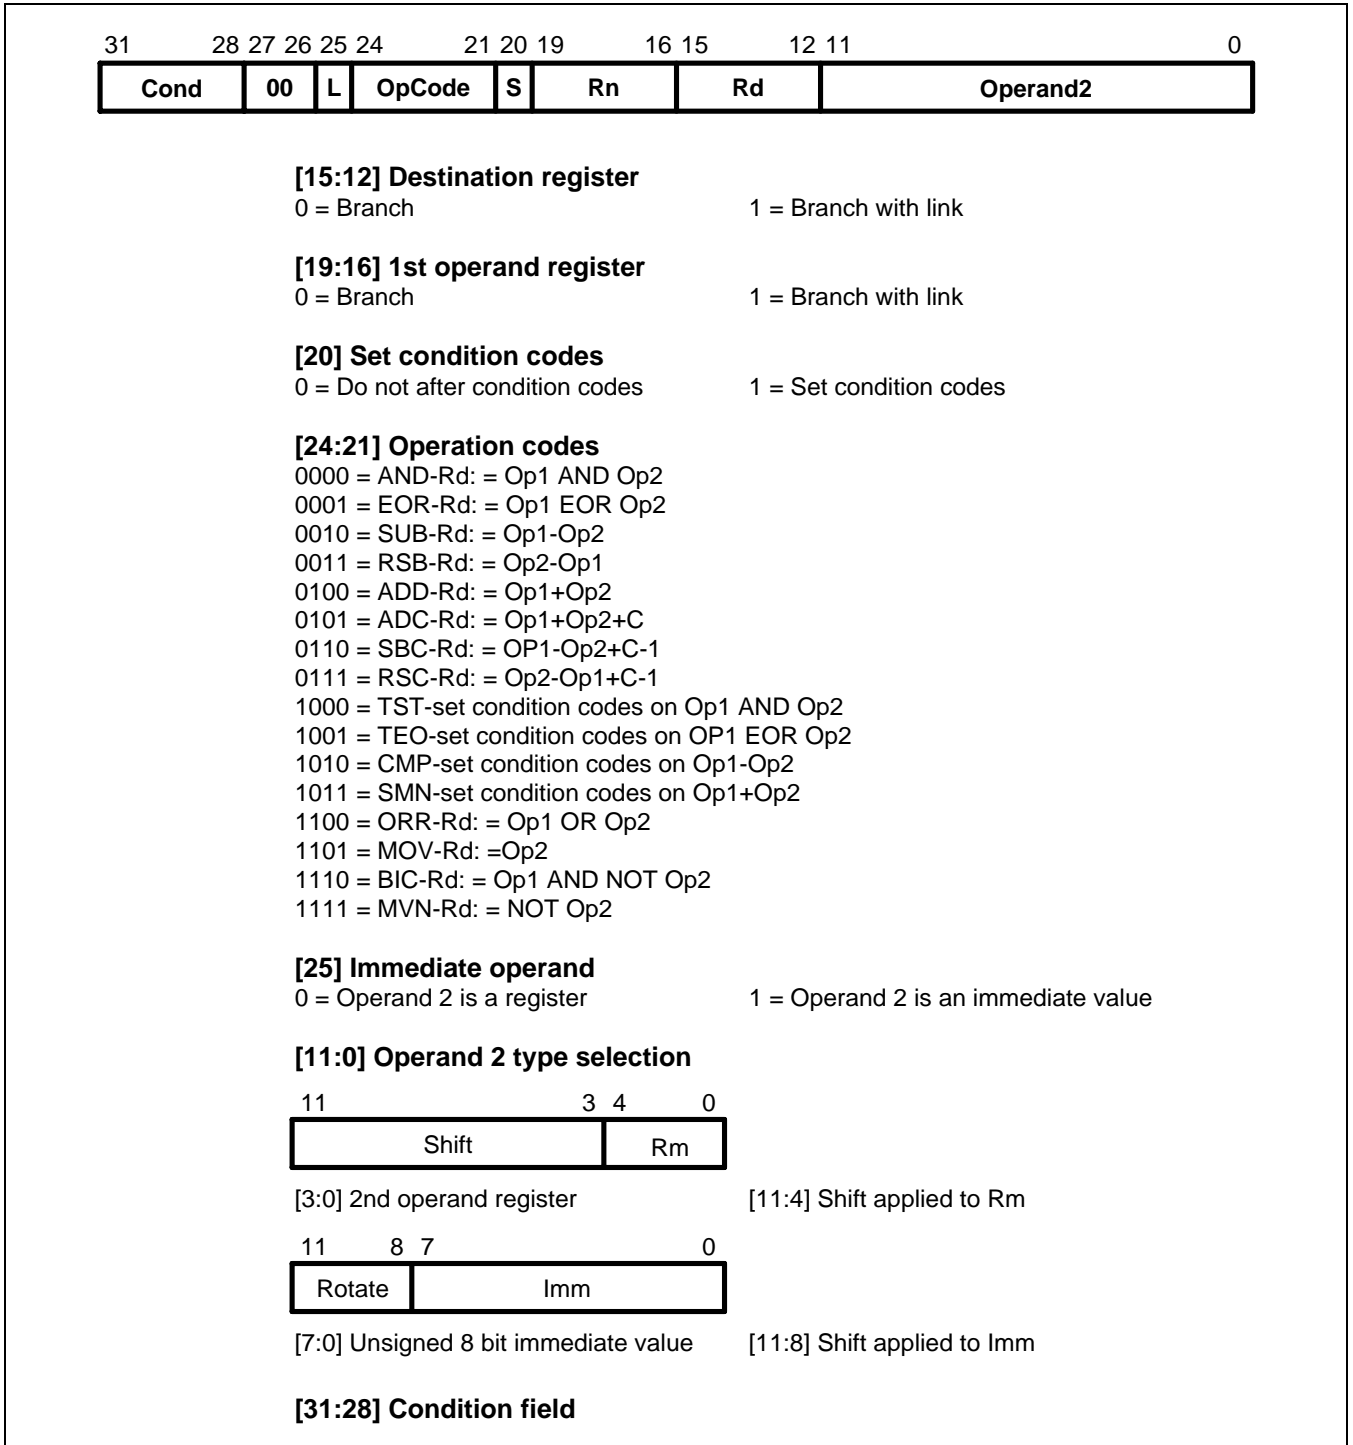 31 28 27 26 25 24 21 20 19 16 15 12 11 0
Cond 00 L OpCode S Rn Rd Operand2
[15:12] Destination register
0 = Branch 1 = Branch with link
[19:16] 1st operand register
0 = Branch 1 = Branch with link
[20] Set condition codes
0 = Do not after condition codes 1 = Set condition codes
[24:21] Operation codes
0000 = AND-Rd: = Op1 AND Op2
0001 = EOR-Rd: = Op1 EOR Op2
0010 = SUB-Rd: = Op1-Op2
0011 = RSB-Rd: = Op2-Op1
0100 = ADD-Rd: = Op1+Op2
0101 = ADC-Rd: = Op1+Op2+C
0110 = SBC-Rd: = OP1-Op2+C-1
0111 = RSC-Rd: = Op2-Op1+C-1
1000 = TST-set condition codes on Op1 AND Op2
1001 = TEO-set condition codes on OP1 EOR Op2
1010 = CMP-set condition codes on Op1-Op2
1011 = SMN-set condition codes on Op1+Op2
1100 = ORR-Rd: = Op1 OR Op2
1101 = MOV-Rd: =Op2
1110 = BIC-Rd: = Op1 AND NOT Op2
1111 = MVN-Rd: = NOT Op2
[25] Immediate operand
0 = Operand 2 is a register 1 = Operand 2 is an immediate value
[11:0] Operand 2 type selection
11 3 4 0
Shift Rm
[3:0] 2nd operand register [11:4] Shift applied to Rm
11 8 7 0
Rotate Imm
[7:0] Unsigned 8 bit immediate value [11:8] Shift applied to Imm
[31:28] Condition field